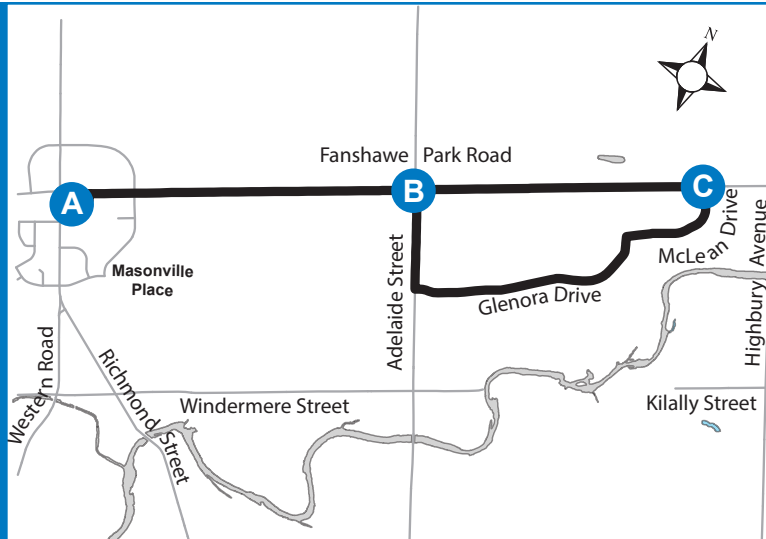 N
Fanshawe Park Road
A
B
C
McLean Drive
Masonville
Place
Glenora Drive
Adelaide Street
Highbury Avenue
Western Road
Richmond Street
Windermere Street
Kilally Street